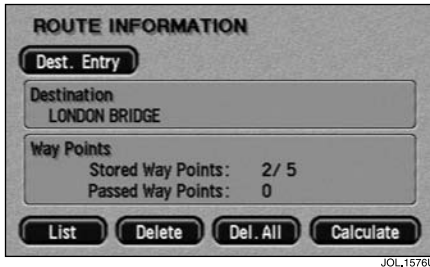 ROUTE INFORMATION
Dest. Entry
Destination
LONDON BRIDGE
Way Points
Stored Way Points: 2/ 5
Passed Way Points: 0
List Delete Del. All Calculate
JOL.1576U